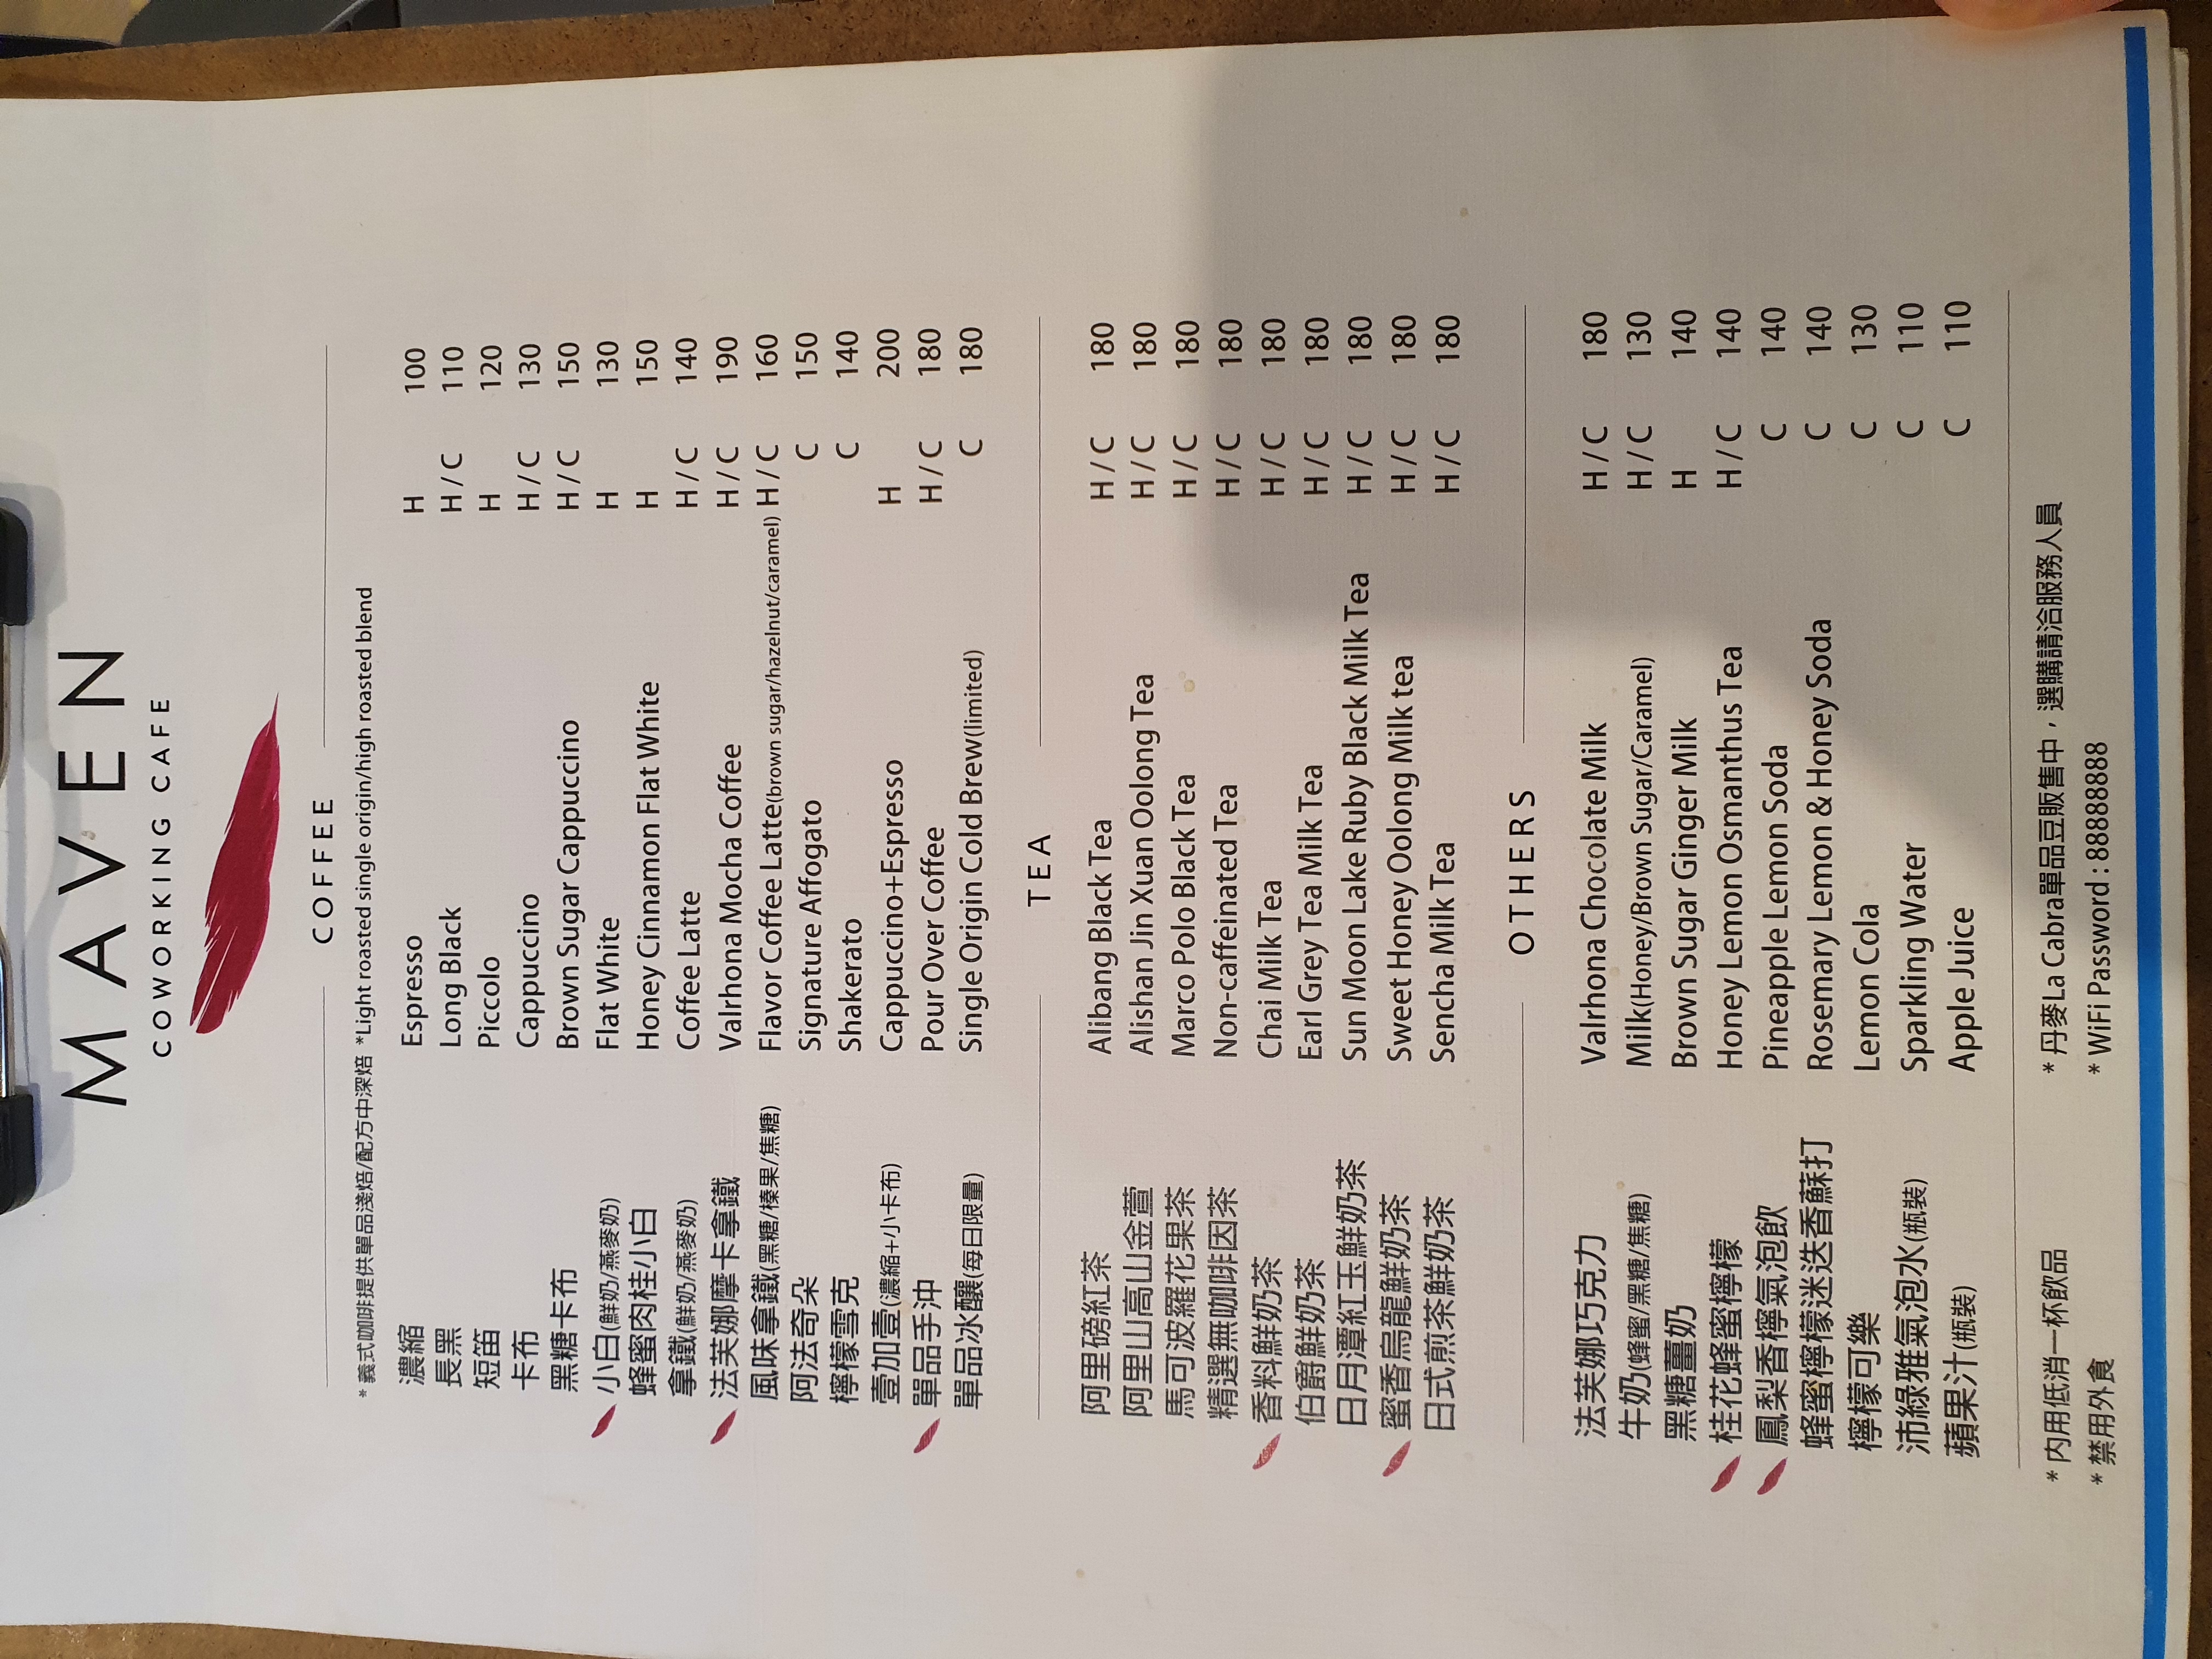 MAVEN
COWORKING CAFE
COFFEE
* 義式咖啡提供單品淺焙/配方中深焙 *Light roasted single origin/high roasted blend
濃縮 Espresso H 100
長黑 Long Black H / C 110
短笛 Piccolo H 120
卡布 Cappuccino H / C 130
黑糖卡布 Brown Sugar Cappuccino H / C 150
小白(鮮奶/燕麥奶) Flat White H 130
蜂蜜肉桂小白 Honey Cinnamon Flat White H 150
拿鐵(鮮奶/燕麥奶) Coffee Latte H / C 140
法芙娜摩卡拿鐵 Valrhona Mocha Coffee H / C 190
風味拿鐵(黑糖/榛果/焦糖) Flavor Coffee Latte(brown sugar/hazelnut/caramel) H / C 160
阿法奇朵 Signature Affogato C 150
檸檬雪克 Shakerato C 140
壹加壹(濃縮+小卡布) Cappuccino+Espresso H 200
單品手沖 Pour Over Coffee H / C 180
單品冰釀(每日限量) Single Origin Cold Brew(limited) C 180
TEA
阿里磅紅茶 Alibang Black Tea H / C 180
阿里山高山金萱 Alishan Jin Xuan Oolong Tea H / C 180
馬可波羅花果茶 Marco Polo Black Tea H / C 180
精選無咖啡因茶 Non-caffeinated Tea H / C 180
香料鮮奶茶 Chai Milk Tea H / C 180
伯爵鮮奶茶 Earl Grey Tea Milk Tea H / C 180
日月潭紅玉鮮奶茶 Sun Moon Lake Ruby Black Milk Tea H / C 180
蜜香烏龍鮮奶茶 Sweet Honey Oolong Milk tea H / C 180
日式煎茶鮮奶茶 Sencha Milk Tea H / C 180
OTHERS
法芙娜巧克力 Valrhona Chocolate Milk H / C 180
牛奶(蜂蜜/黑糖/焦糖) Milk(Honey/Brown Sugar/Caramel) H / C 130
黑糖薑奶 Brown Sugar Ginger Milk H 140
桂花蜂蜜檸檬 Honey Lemon Osmanthus Tea H / C 140
鳳梨香檸氣泡飲 Pineapple Lemon Soda C 140
蜂蜜檸檬迷迭香蘇打 Rosemary Lemon & Honey Soda C 140
檸檬可樂 Lemon Cola C 130
沛綠雅氣泡水(瓶裝) Sparkling Water C 110
蘋果汁(瓶裝) Apple Juice C 110
* 內用低消一杯飲品 * 丹麥La Cabra單品豆販售中，選購請洽服務人員
* 禁用外食 * WiFi Password : 88888888